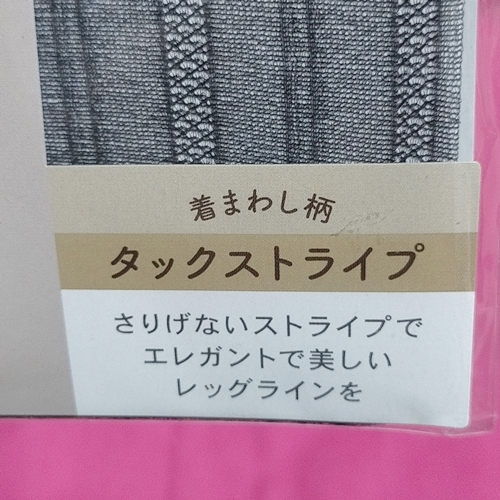 着まわし柄
タックストライプ
さりげないストライプで
エレガントで美しい
レッグラインを